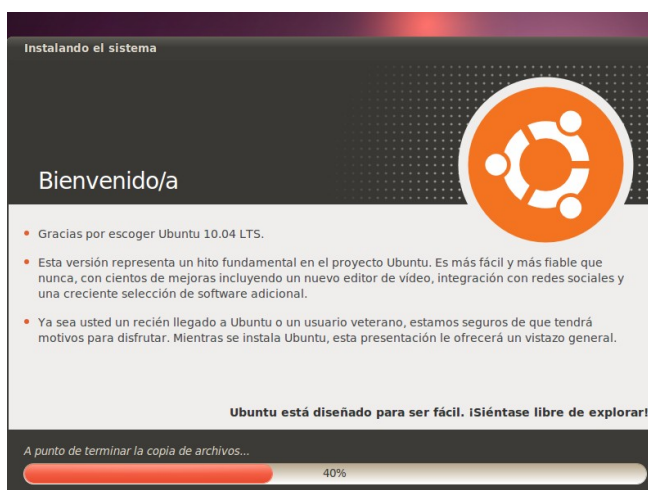 Instalando el sistema
Bienvenido/a
Gracias por escoger Ubuntu 10.04 LTS.
Esta versión representa un hito fundamental en el proyecto Ubuntu. Es más fácil y más fiable que
nunca, con cientos de mejoras incluyendo un nuevo editor de vídeo, integración con redes sociales y
una creciente selección de software adicional.
Ya sea usted un recién llegado a Ubuntu o un usuario veterano, estamos seguros de que tendrá
motivos para disfrutar. Mientras se instala Ubuntu, esta presentación le ofrecerá un vistazo general.
Ubuntu está diseñado para ser fácil. ¡Siéntase libre de explorar!
A punto de terminar la copia de archivos...
40%